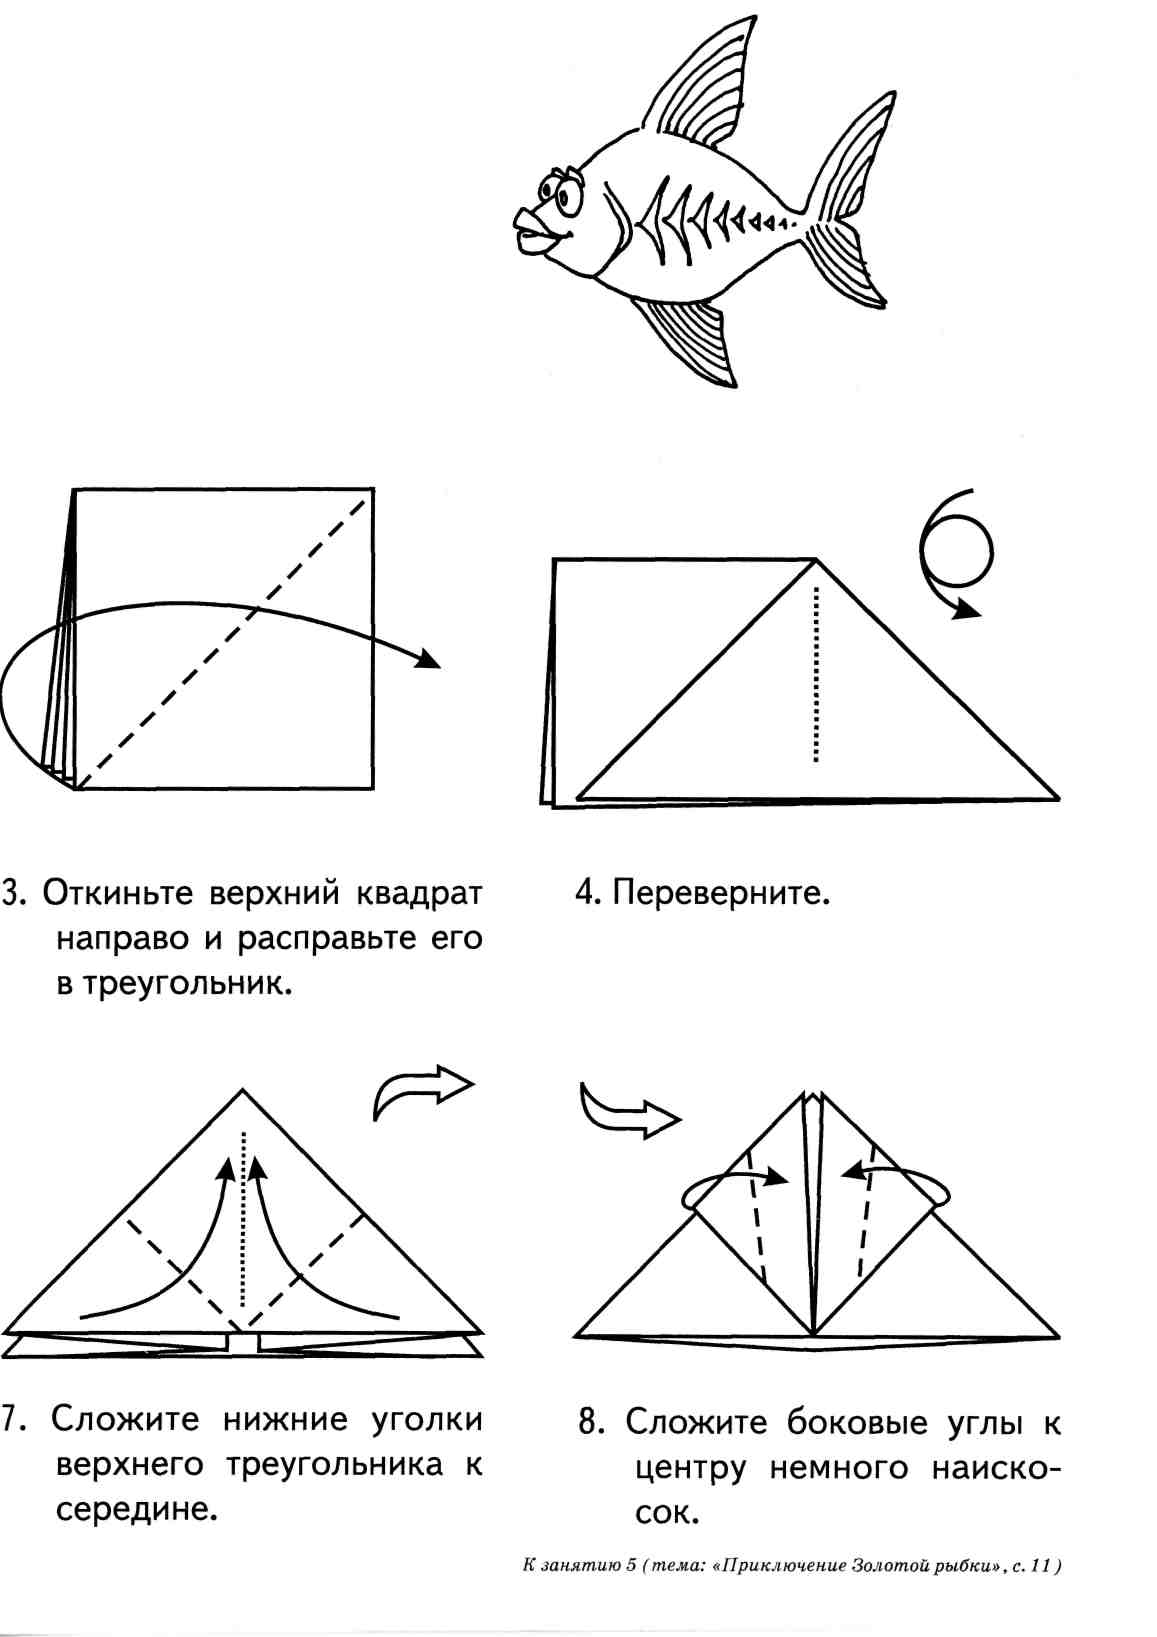 3. Откиньте верхний квадрат
направо и расправьте его
в треугольник.
4. Переверните.
7. Сложите нижние уголки
верхнего треугольника к
середине.
8. Сложите боковые углы к
центру немного наиско-
сок.
К занятию 5 (тема: «Приключение Золотой рыбки», с. 11)